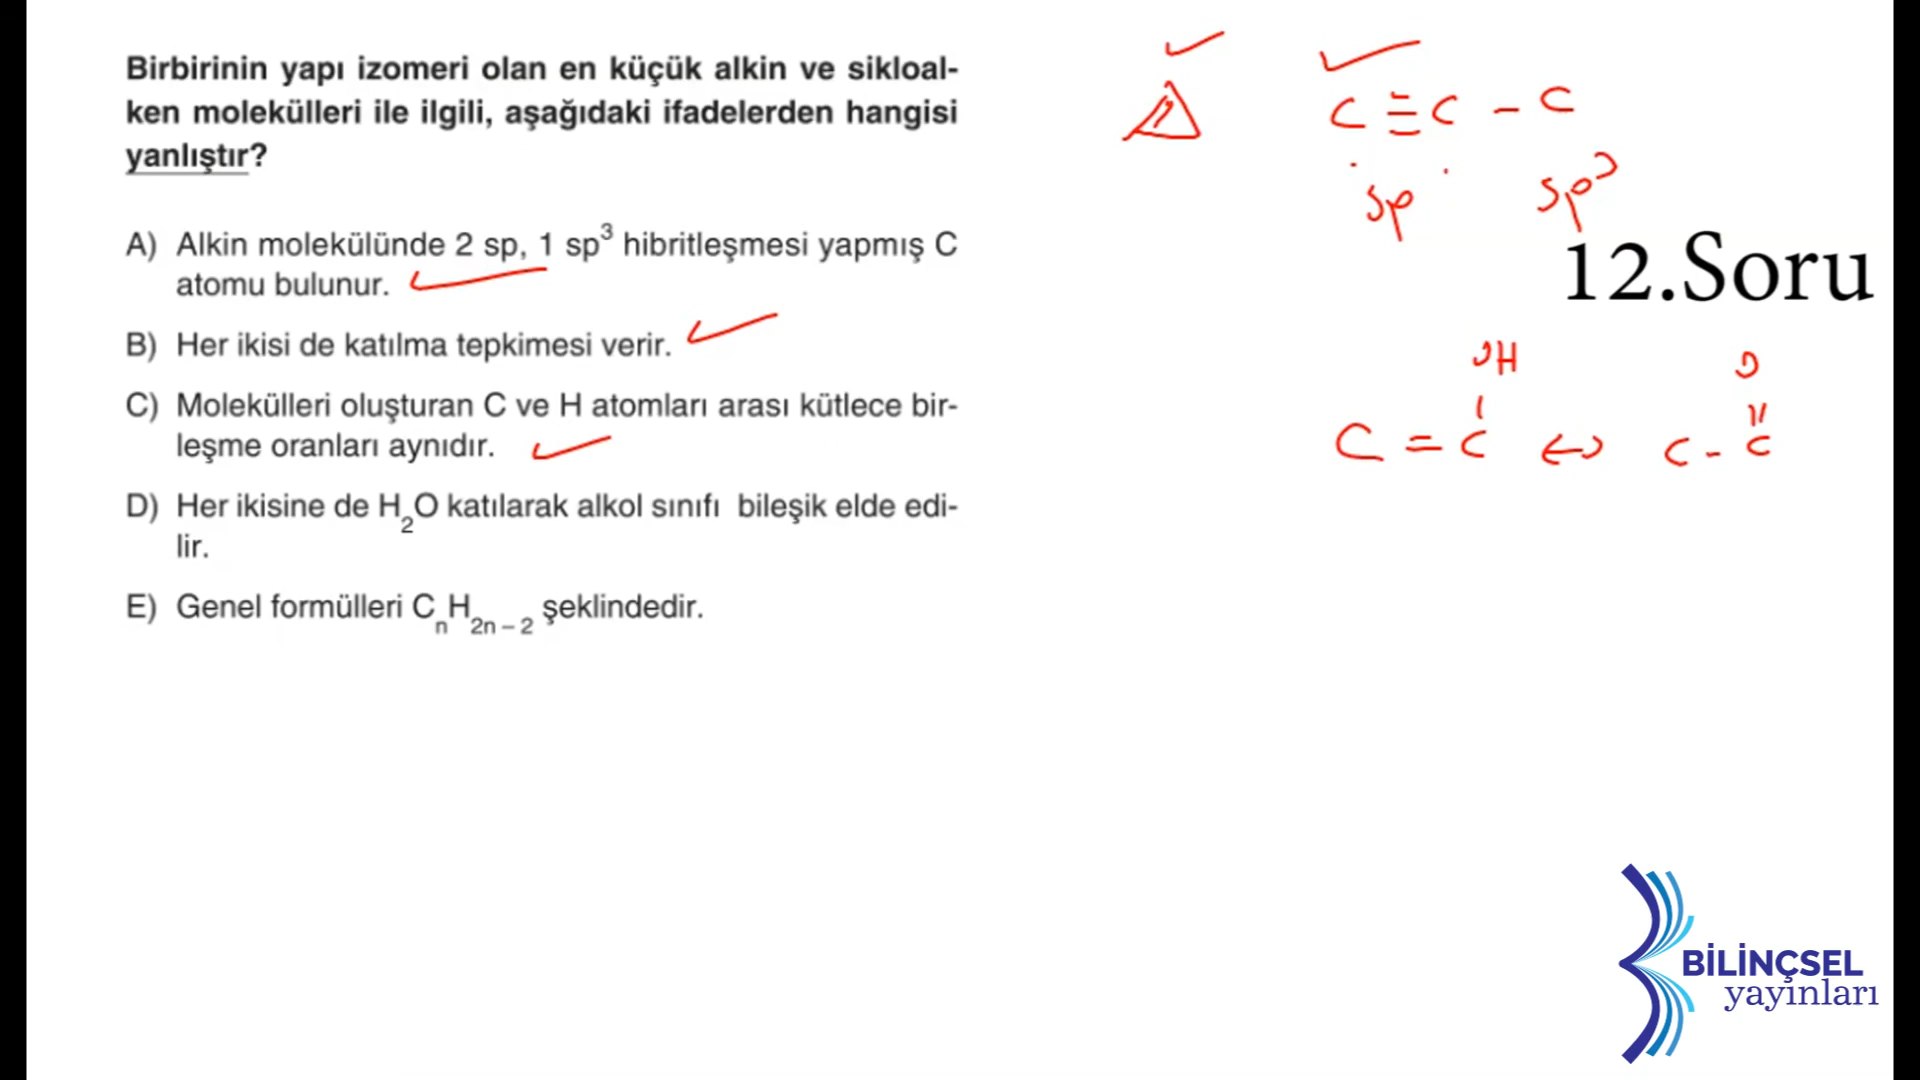 Birbirinin yapı izomeri olan en küçük alkin ve sikloal-
ken molekülleri ile ilgili, aşağıdaki ifadelerden hangisi
yanlıştır?
A) Alkin molekülünde 2 sp, 1 sp³ hibritleşmesi yapmış C
atomu bulunur.
B) Her ikisi de katılma tepkimesi verir.
C) Molekülleri oluşturan C ve H atomları arası kütlece bir-
leşme oranları aynıdır.
D) Her ikisine de H₂O katılarak alkol sınıfı bileşik elde edi-
lir.
E) Genel formülleri CₙH₂ₙ₋₂ şeklindedir.
C ≡ C - C
sp sp³
12.Soru
OH O
C = C ↔ C - C
BİLİNÇSEL
yayınları